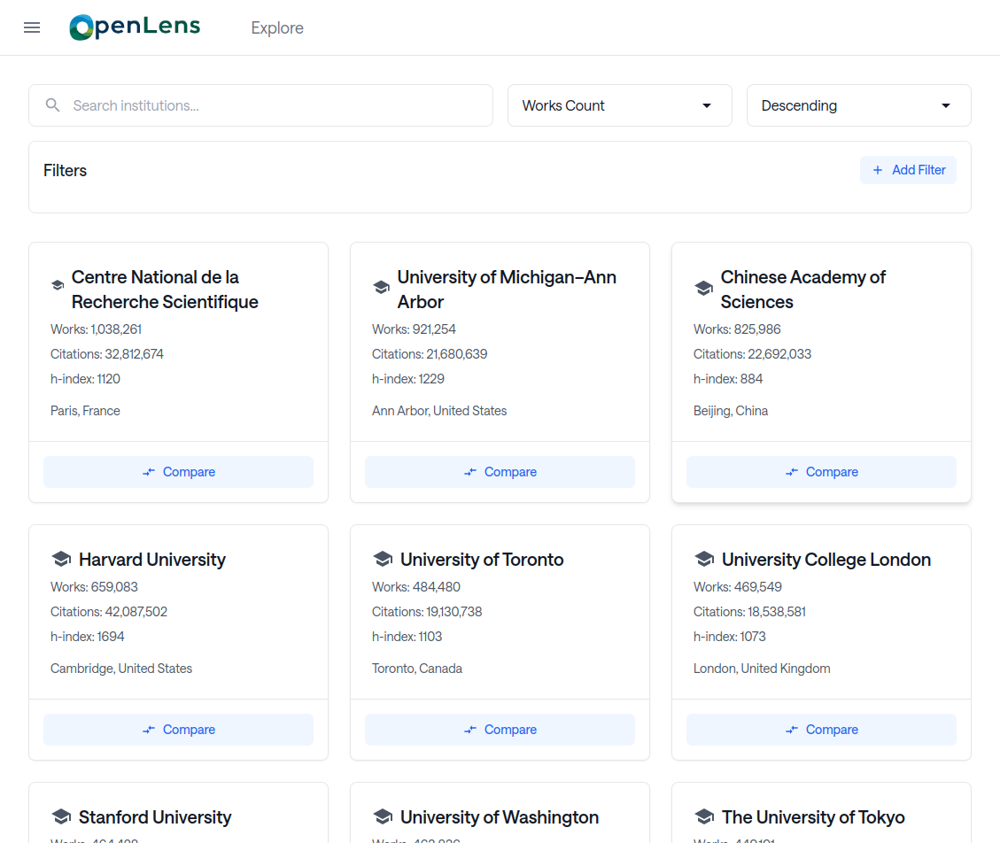 OpenLens
Explore
Search institutions...
Works Count
Descending
Filters
+ Add Filter
Centre National de la
Recherche Scientifique
Works: 1,038,261
Citations: 32,812,674
h-index: 1120
Paris, France
Compare
University of Michigan–Ann
Arbor
Works: 921,254
Citations: 21,680,639
h-index: 1229
Ann Arbor, United States
Compare
Chinese Academy of
Sciences
Works: 825,986
Citations: 22,692,033
h-index: 884
Beijing, China
Compare
Harvard University
Works: 659,083
Citations: 42,087,502
h-index: 1694
Cambridge, United States
Compare
University of Toronto
Works: 484,480
Citations: 19,130,738
h-index: 1103
Toronto, Canada
Compare
University College London
Works: 469,549
Citations: 18,538,581
h-index: 1073
London, United Kingdom
Compare
Stanford University
Works:
University of Washington
Works:
The University of Tokyo
Works: